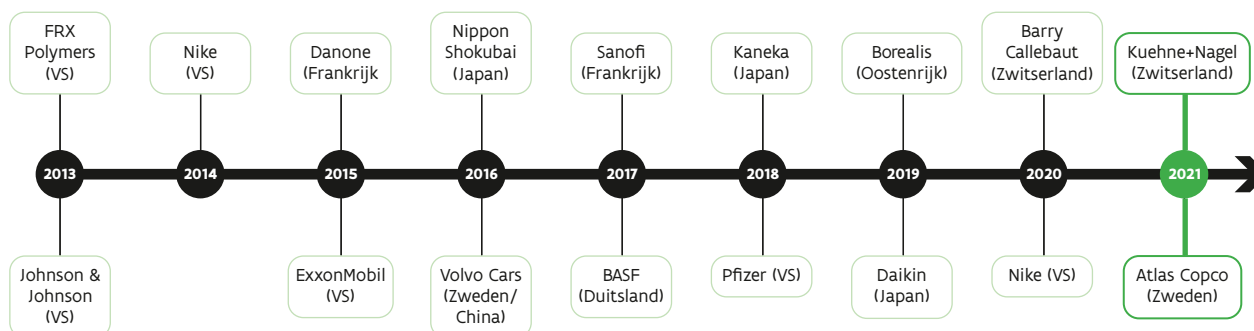 FRX
Polymers
(VS)
Nike
(VS)
Danone
(Frankrijk
Nippon
Shokubai
(Japan)
Sanofi
(Frankrijk)
Kaneka
(Japan)
Borealis
(Oostenrijk)
Barry
Callebaut
(Zwitserland)
Kuehne+Nagel
(Zwitserland)
2013
2014
2015
2016
2017
2018
2019
2020
2021
Johnson &
Johnson
(VS)
ExxonMobil
(VS)
Volvo Cars
(Zweden/
China)
BASF
(Duitsland)
Pfizer (VS)
Daikin
(Japan)
Nike (VS)
Atlas Copco
(Zweden)